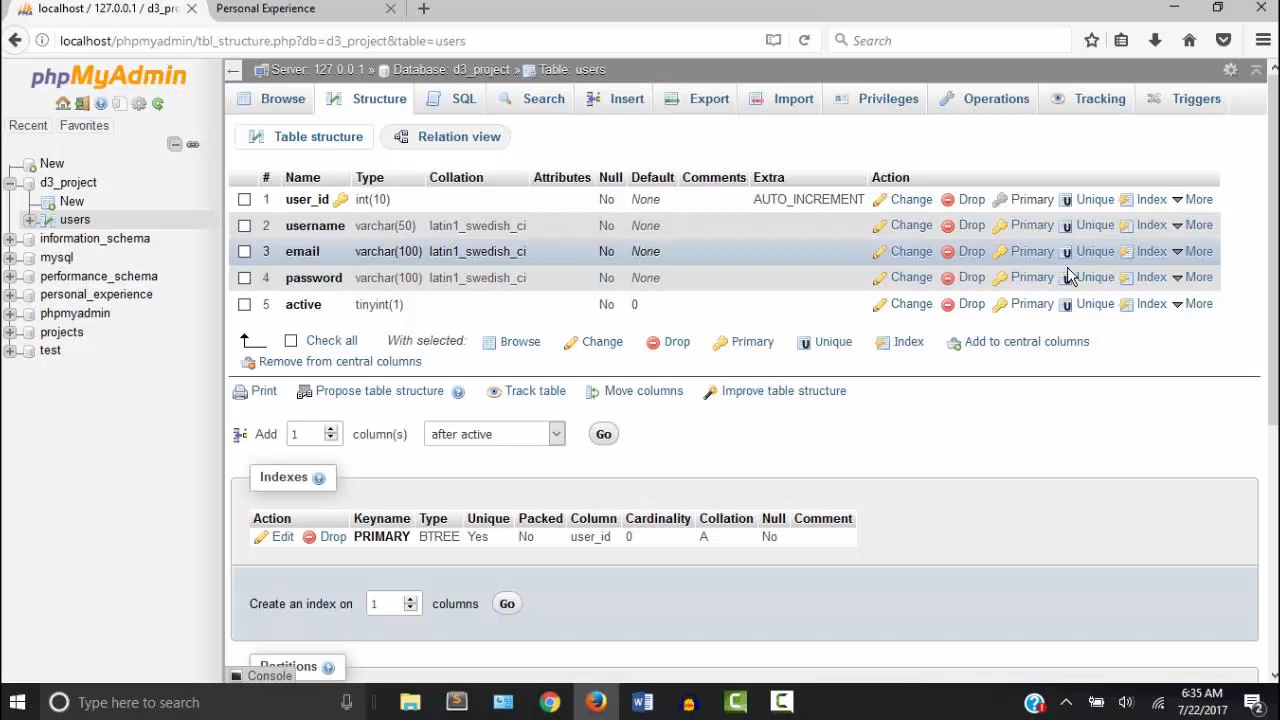 localhost / 127.0.0.1 / d3_pro
Personal Experience
localhost/phpmyadmin/tbl_structure.php?db=d3_project&table=users
Search
phpMyAdmin
Recent Favorites
New
d3_project
New
users
information_schema
mysql
performance_schema
personal_experience
phpmyadmin
projects
test
Server: 127.0.0.1 » Database: d3_project » Table: users
Browse Structure SQL Search Insert Export Import Privileges Operations Tracking Triggers
Table structure Relation view
# Name Type Collation Attributes Null Default Comments Extra Action
1 user_id int(10) No None AUTO_INCREMENT Change Drop Primary Unique Index More
2 username varchar(50) latin1_swedish_ci No None Change Drop Primary Unique Index More
3 email varchar(100) latin1_swedish_ci No None Change Drop Primary Unique Index More
4 password varchar(100) latin1_swedish_ci No None Change Drop Primary Unique Index More
5 active tinyint(1) No 0 Change Drop Primary Unique Index More
Check all With selected: Browse Change Drop Primary Unique Index Add to central columns
Remove from central columns
Print Propose table structure Track table Move columns Improve table structure
Add 1 column(s) after active Go
Indexes
Action Keyname Type Unique Packed Column Cardinality Collation Null Comment
Edit Drop PRIMARY BTREE Yes No user_id 0 A No
Create an index on 1 columns Go
Partitions
Console
Type here to search
6:35 AM
7/22/2017
2